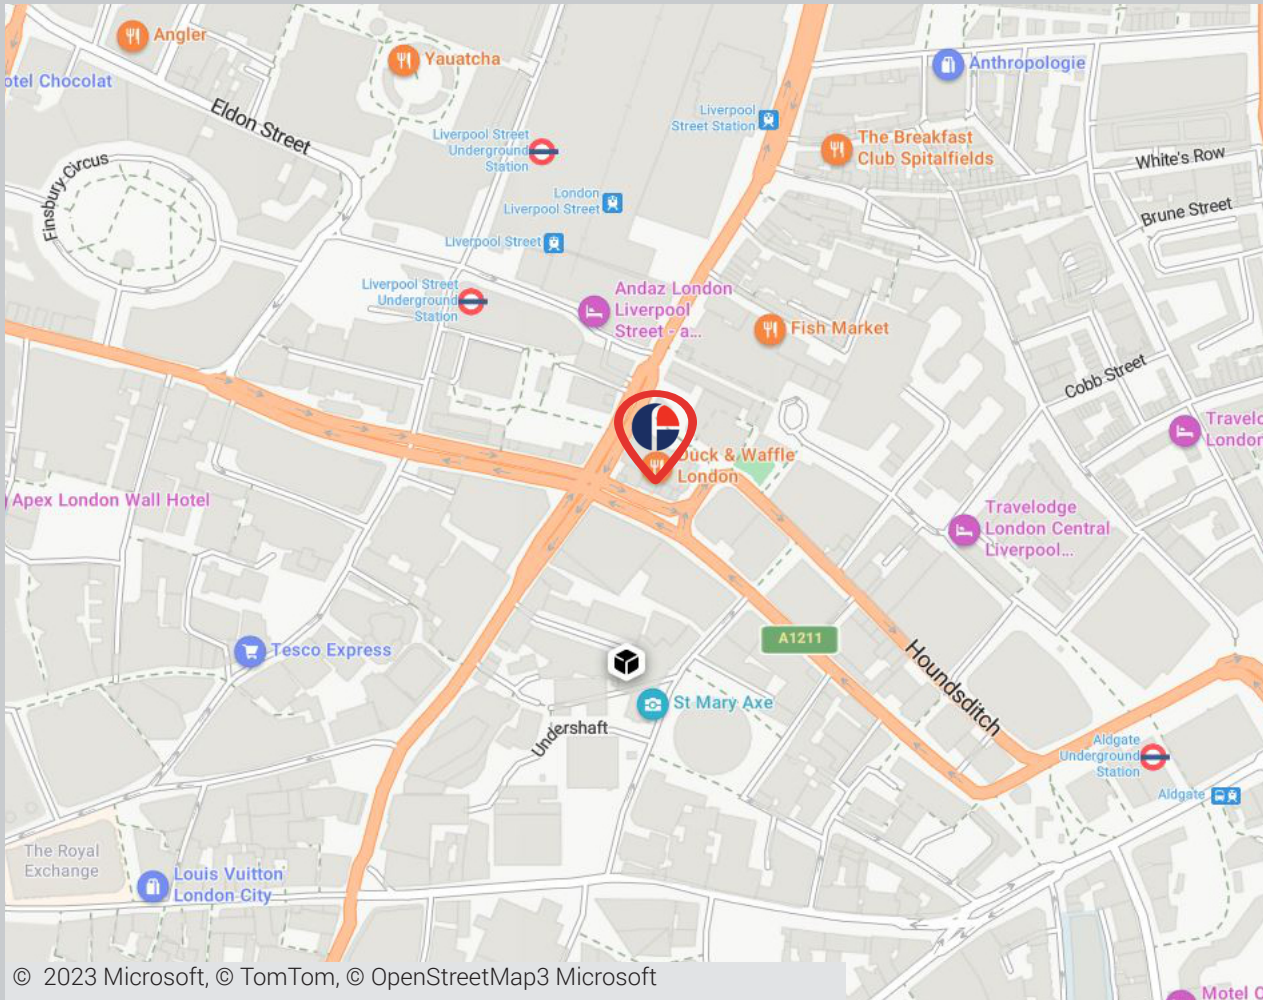 Angler
Yauatcha
Anthropologie
otel Chocolat
Eldon Street
Liverpool
Street Station
Liverpool Street
Underground
Station
The Breakfast
Club Spitalfields
White's Row
Finsbury Circus
London
Liverpool Street
Brune Street
Liverpool Street
Liverpool Street
Underground
Station
Andaz London
Liverpool
Street - a...
Fish Market
Cobb Street
Travelo
London
Duck & Waffle
London
Apex London Wall Hotel
Travelodge
London Central
Liverpool...
A1211
Tesco Express
Houndsditch
St Mary Axe
Undershaft
Aldgate
Underground
Station
Aldgate
The Royal
Exchange
Louis Vuitton
London City
© 2023 Microsoft, © TomTom, © OpenStreetMap3 Microsoft
Motel O